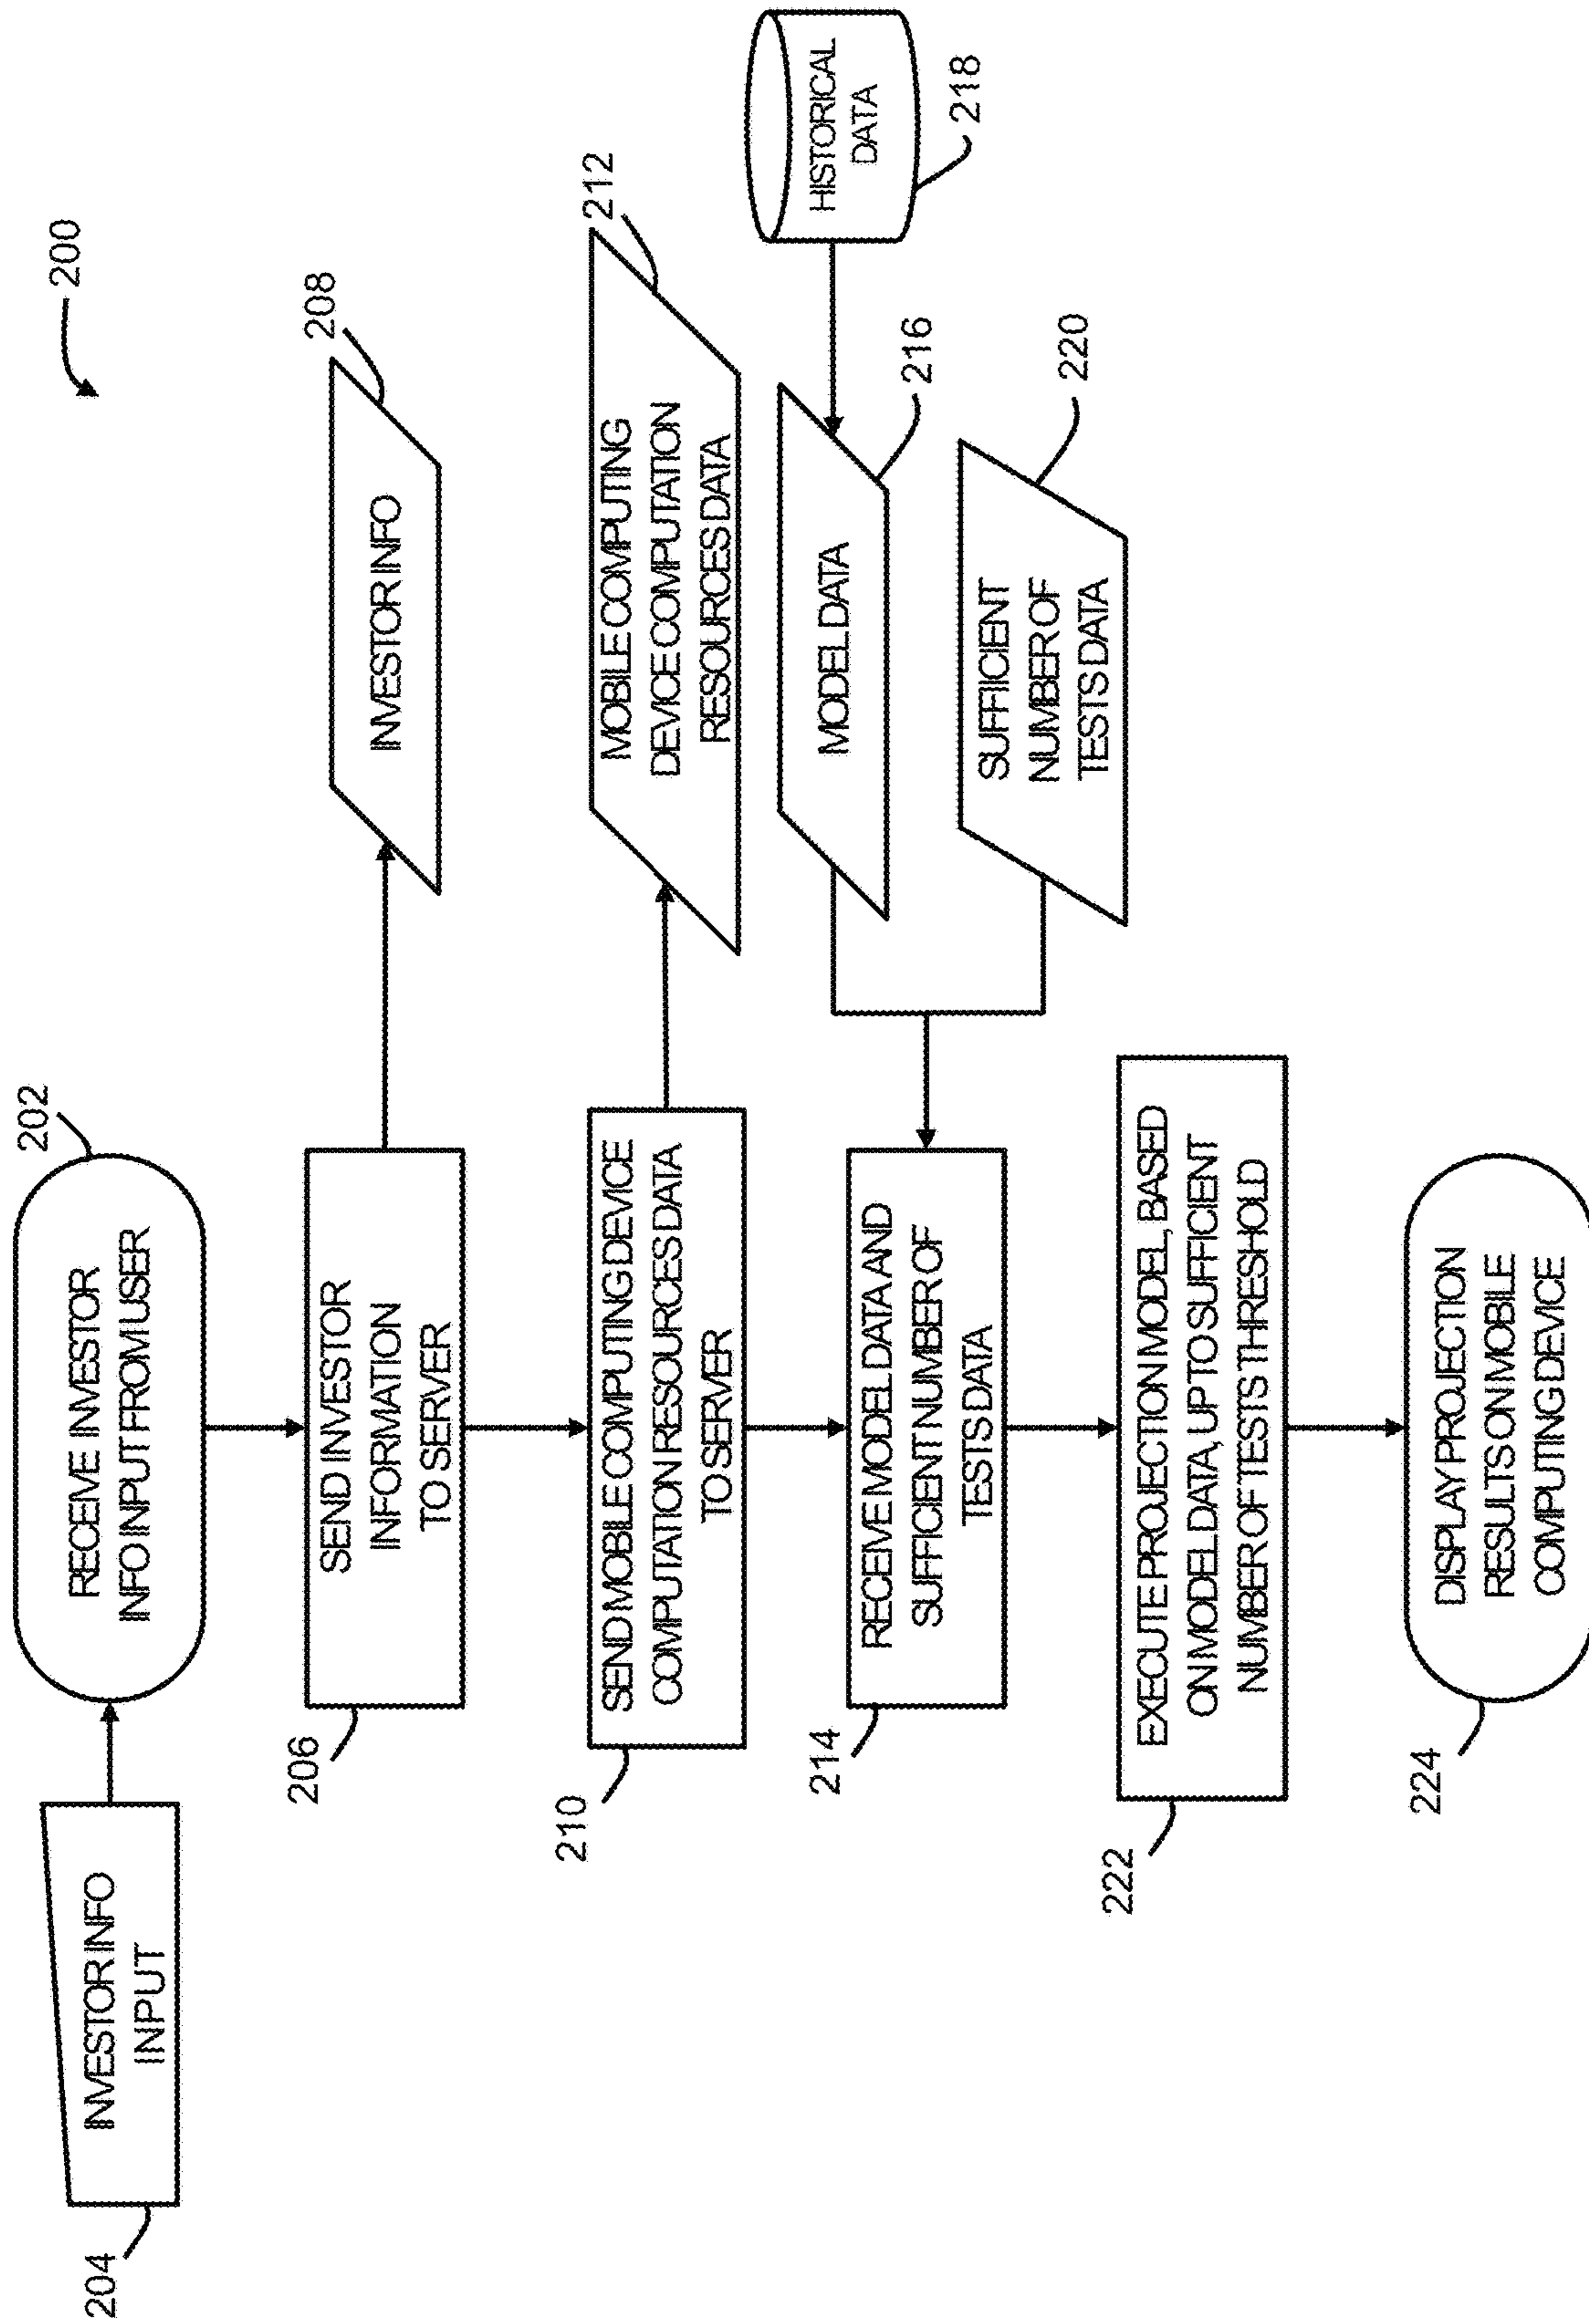 200
204
INVESTOR INFO
INPUT
202
RECEIVE INVESTOR
INFO INPUT FROM USER
206
SEND INVESTOR
INFORMATION
TO SERVER
208
INVESTOR INFO
210
SEND MOBILE COMPUTING DEVICE
COMPUTATION RESOURCES DATA
TO SERVER
212
MOBILE COMPUTING
DEVICE COMPUTATION
RESOURCES DATA
214
RECEIVE MODEL DATA AND
SUFFICIENT NUMBER OF
TESTS DATA
MODEL DATA
216
HISTORICAL
DATA
218
SUFFICIENT
NUMBER OF
TESTS DATA
220
222
EXECUTE PROJECTION MODEL, BASED
ON MODEL DATA, UP TO SUFFICIENT
NUMBER OF TESTS THRESHOLD
224
DISPLAY PROJECTION
RESULTS ON MOBILE
COMPUTING DEVICE